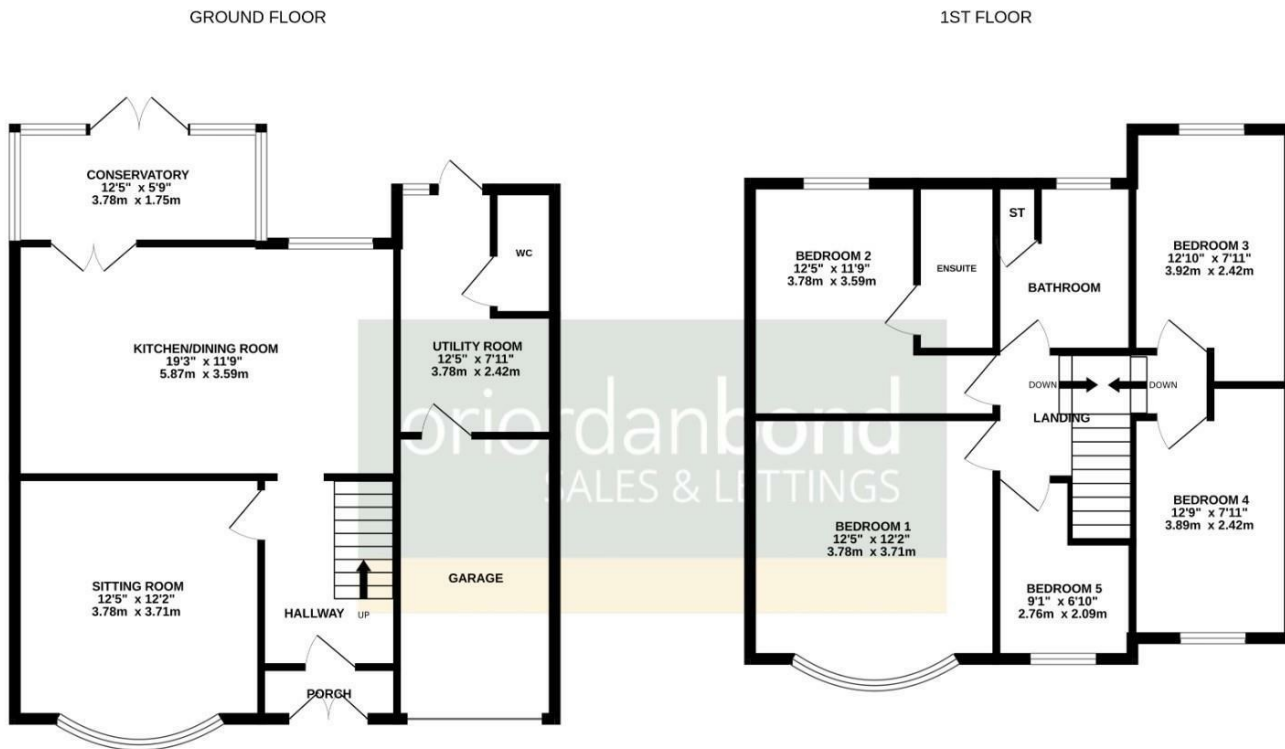 GROUND FLOOR
1ST FLOOR
CONSERVATORY
12'5" x 5'9"
3.78m x 1.75m
WC
KITCHEN/DINING ROOM
19'3" x 11'9"
5.87m x 3.59m
UTILITY ROOM
12'5" x 7'11"
3.78m x 2.42m
SITTING ROOM
12'5" x 12'2"
3.78m x 3.71m
HALLWAY
UP
GARAGE
PORCH
BEDROOM 2
12'5" x 11'9"
3.78m x 3.59m
ENSUITE
ST
BATHROOM
BEDROOM 3
12'10" x 7'11"
3.92m x 2.42m
DOWN
DOWN
LANDING
BEDROOM 1
12'5" x 12'2"
3.78m x 3.71m
BEDROOM 4
12'9" x 7'11"
3.89m x 2.42m
BEDROOM 5
9'1" x 6'10"
2.76m x 2.09m
oriordanbond
SALES & LETTINGS